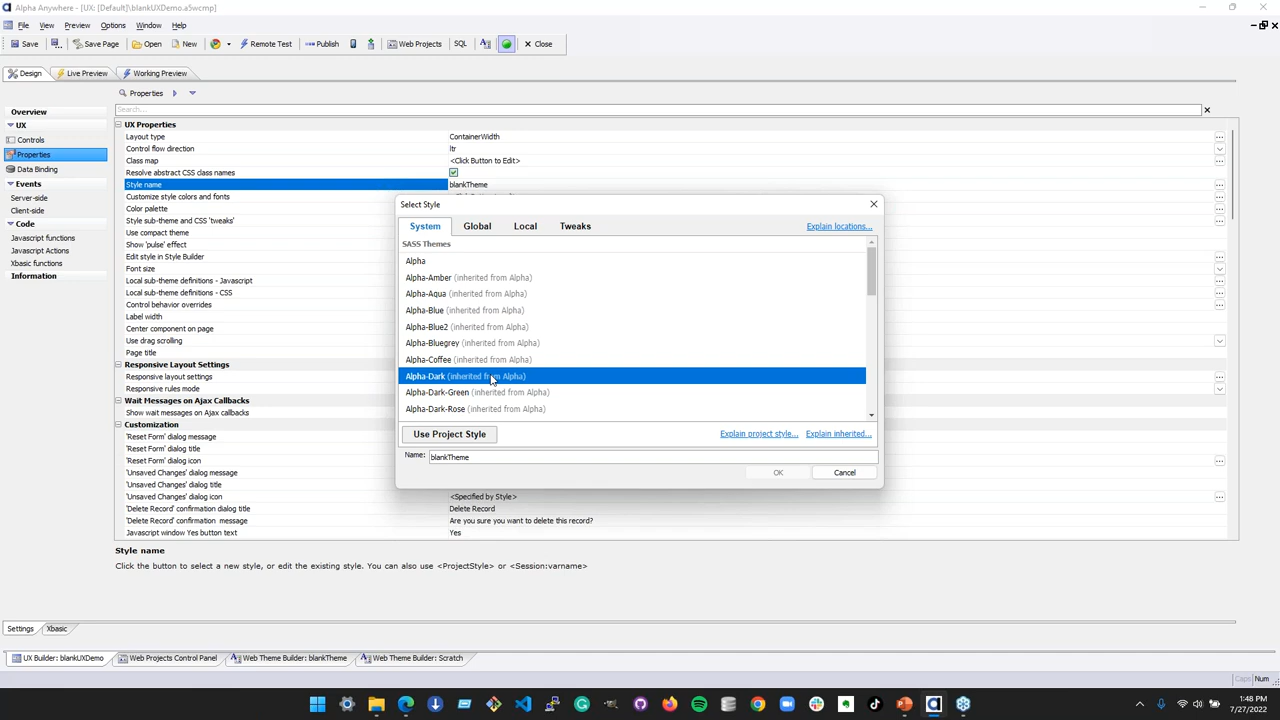 Alpha Anywhere - [UX: [Defaults] - blankUXDemo.a5wcmp]
File View Preview Options Window Help
Save Save Page Open New Remote Test Publish Web Projects SQL Close
Design Live Preview Working Preview
Overview
UX
Controls
Properties
Data Binding
Events
Server-side
Client-side
Code
Javascript functions
Javascript Actions
Xbasic functions
Information
Properties
Search...
UX Properties
Layout type ContainerWidth
Control flow direction ltr
Class map <Click Button to Edit>
Resolve abstract CSS class names
Style name blankTheme
Customize style colors and fonts
Color palette
Style sub-theme and CSS 'tweaks'
Use compact theme
Show 'pulse' effect
Edit style in Style Builder
Font size
Local sub-theme definitions - Javascript
Local sub-theme definitions - CSS
Control behavior overrides
Label width
Center component on page
Use drag scrolling
Page title
Responsive Layout Settings
Responsive layout settings
Responsive rules mode
Wait Messages on Ajax Callbacks
Show wait messages on Ajax callbacks
Customization
'Reset Form' dialog message
'Reset Form' dialog title
'Reset Form' dialog icon
'Unsaved Changes' dialog message
'Unsaved Changes' dialog title
'Unsaved Changes' dialog icon <Specified by Style>
'Delete Record' confirmation dialog title Delete Record
'Delete Record' confirmation message Are you sure you want to delete this record?
Javascript window Yes button text Yes
Select Style
System Global Local Tweaks Explain locations...
SASS Themes
Alpha
Alpha-Amber (inherited from Alpha)
Alpha-Aqua (inherited from Alpha)
Alpha-Blue (inherited from Alpha)
Alpha-Blue2 (inherited from Alpha)
Alpha-Bluegrey (inherited from Alpha)
Alpha-Coffee (inherited from Alpha)
Alpha-Dark (inherited from Alpha)
Alpha-Dark-Green (inherited from Alpha)
Alpha-Dark-Rose (inherited from Alpha)
Use Project Style Explain project style... Explain inherited...
Name: blankTheme
OK Cancel
Style name
Click the button to select a new style, or edit the existing style. You can also use <ProjectStyle> or <Session:varname>
Settings Xbasic
UX Builder: blankUXDemo Web Projects Control Panel Web Theme Builder: blankTheme Web Theme Builder: Scratch
Caps Num
1:48 PM
7/27/2022